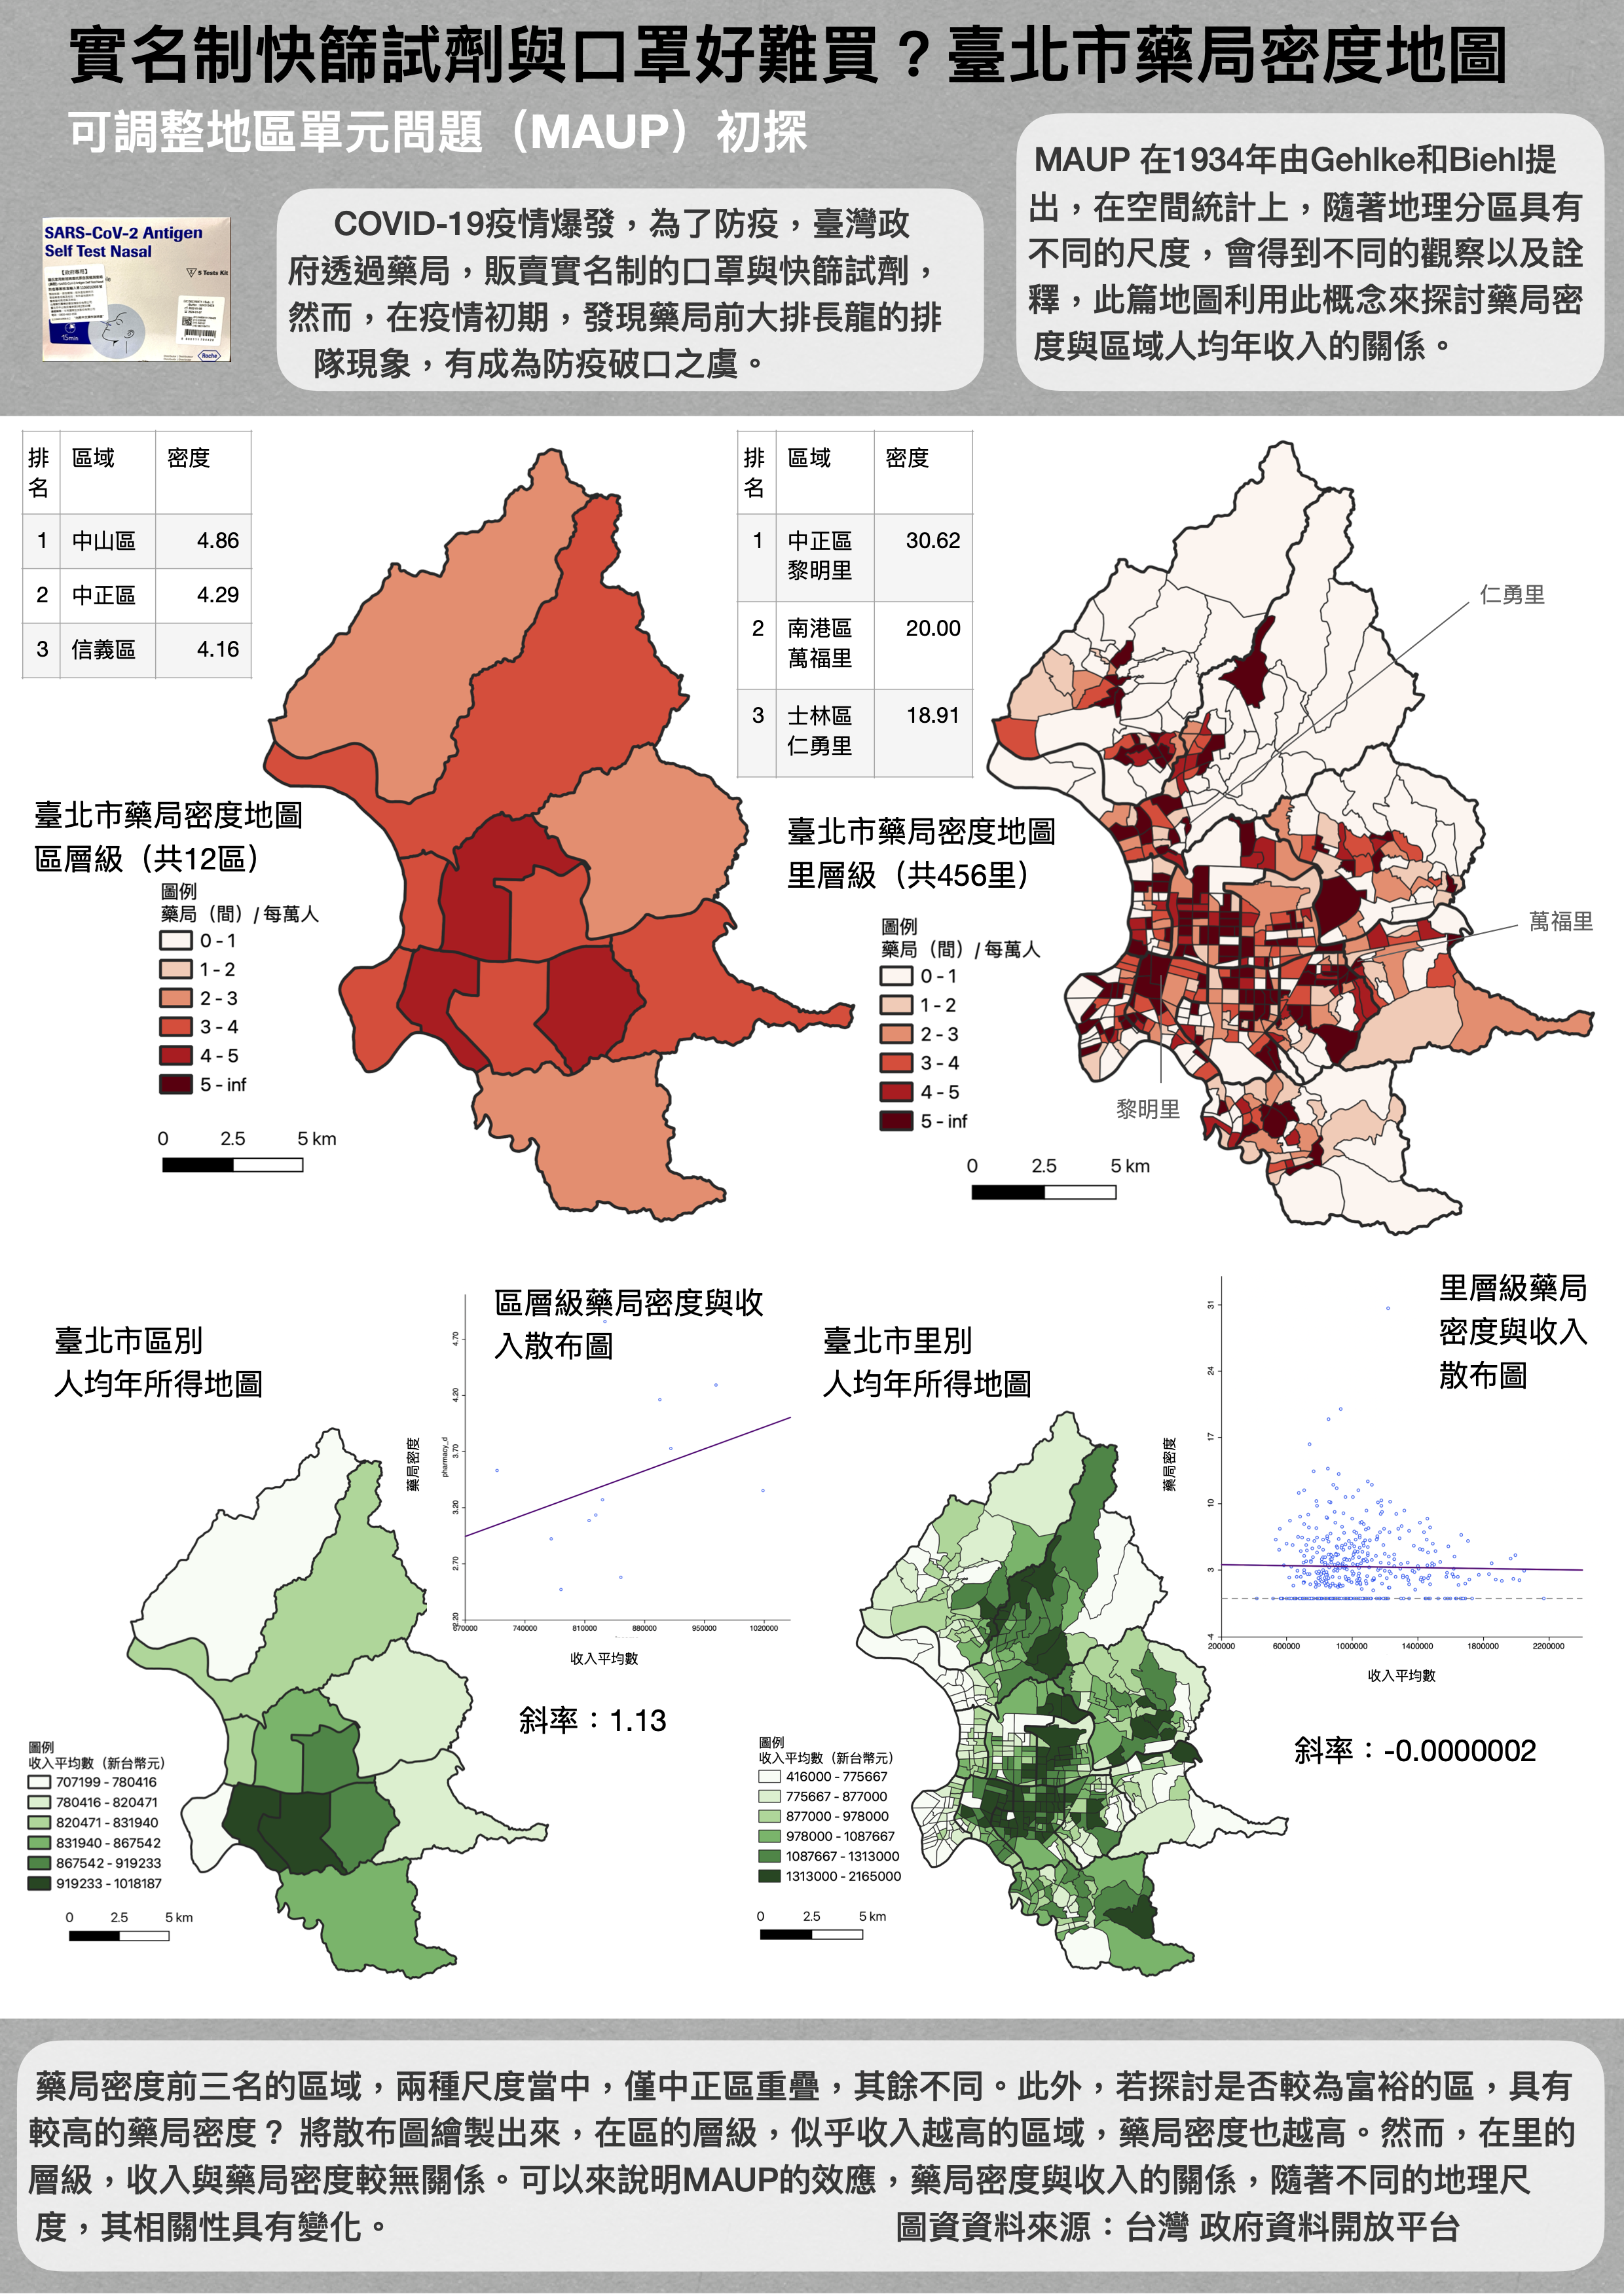 實名制快篩試劑與口罩好難買？臺北市藥局密度地圖
可調整地區單元問題（MAUP）初探
SARS-CoV-2 Antigen
Self Test Nasal
5 Tests Kit
15min
Roche
COVID-19疫情爆發，為了防疫，臺灣政
府透過藥局，販賣實名制的口罩與快篩試劑，
然而，在疫情初期，發現藥局前大排長龍的排
隊現象，有成為防疫破口之虞。
MAUP 在1934年由Gehlke和Biehl提
出，在空間統計上，隨著地理分區具有
不同的尺度，會得到不同的觀察以及詮
釋，此篇地圖利用此概念來探討藥局密
度與區域人均年收入的關係。
排名 區域 密度
1 中山區 4.86
2 中正區 4.29
3 信義區 4.16
臺北市藥局密度地圖
區層級（共12區）
圖例
藥局（間）/ 每萬人
0 - 1
1 - 2
2 - 3
3 - 4
4 - 5
5 - inf
0 2.5 5 km
排名 區域 密度
1 中正區 30.62
黎明里
2 南港區 20.00
萬福里
3 士林區 18.91
仁勇里
仁勇里
萬福里
黎明里
臺北市藥局密度地圖
里層級（共456里）
圖例
藥局（間）/ 每萬人
0 - 1
1 - 2
2 - 3
3 - 4
4 - 5
5 - inf
0 2.5 5 km
臺北市區別
人均年所得地圖
圖例
收入平均數（新台幣元）
707199 - 780416
780416 - 820471
820471 - 831940
831940 - 867542
867542 - 919233
919233 - 1018187
0 2.5 5 km
區層級藥局密度與收
入散布圖
藥局密度
pharmacy_d
4.70
4.20
3.70
3.20
2.70
2.20
670000 740000 810000 880000 950000 1020000
收入平均數
斜率：1.13
臺北市里別
人均年所得地圖
圖例
收入平均數（新台幣元）
416000 - 775667
775667 - 877000
877000 - 978000
978000 - 1087667
1087667 - 1313000
1313000 - 2165000
0 2.5 5 km
里層級藥局
密度與收入
散布圖
藥局密度
31
24
17
10
3
-4
200000 600000 1000000 1400000 1800000 2200000
收入平均數
斜率：-0.0000002
藥局密度前三名的區域，兩種尺度當中，僅中正區重疊，其餘不同。此外，若探討是否較為富裕的區，具有
較高的藥局密度？ 將散布圖繪製出來，在區的層級，似乎收入越高的區域，藥局密度也越高。然而，在里的
層級，收入與藥局密度較無關係。可以來說明MAUP的效應，藥局密度與收入的關係，隨著不同的地理尺
度，其相關性具有變化。
圖資資料來源：台灣 政府資料開放平台